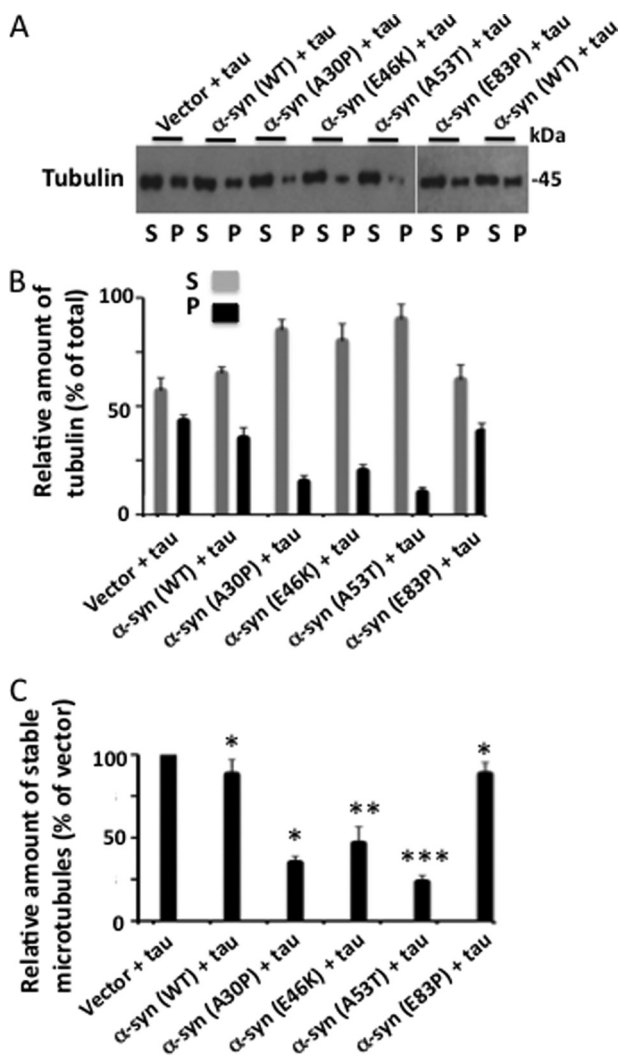 A
Vector + tau
α-syn (WT) + tau
α-syn (A30P) + tau
α-syn (E46K) + tau
α-syn (A53T) + tau
α-syn (E83P) + tau
α-syn (WT) + tau
kDa
Tubulin
-45
S P S P S P S P S P S P S P
B
S
P
Relative amount of
tubulin (% of total)
100
50
0
Vector + tau
α-syn (WT) + tau
α-syn (A30P) + tau
α-syn (E46K) + tau
α-syn (A53T) + tau
α-syn (E83P) + tau
C
Relative amount of stable
microtubules (% of vector)
100
50
0
*
*
**
***
*
Vector + tau
α-syn (WT) + tau
α-syn (A30P) + tau
α-syn (E46K) + tau
α-syn (A53T) + tau
α-syn (E83P) + tau